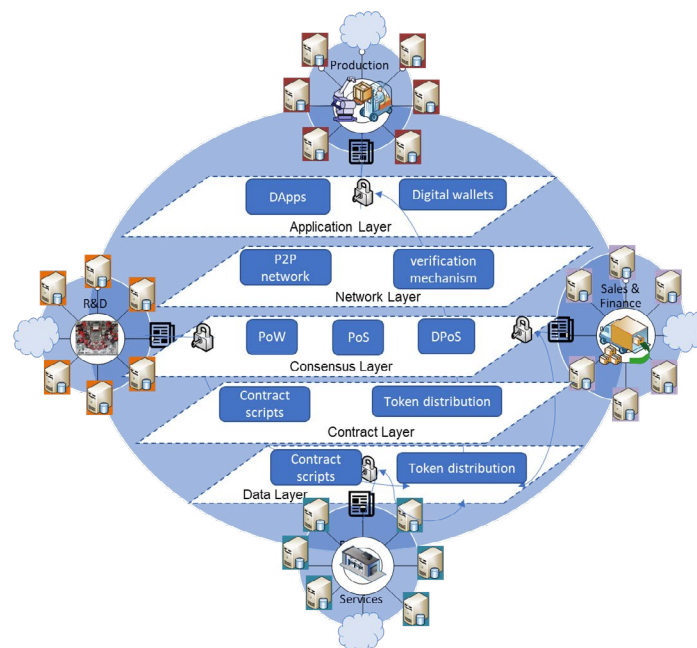 Production
DApps
Digital wallets
Application Layer
P2P
network
verification
mechanism
Network Layer
R&D
Sales &
Finance
PoW
PoS
DPoS
Consensus Layer
Contract
scripts
Token distribution
Contract Layer
Contract
scripts
Token distribution
Data Layer
Services